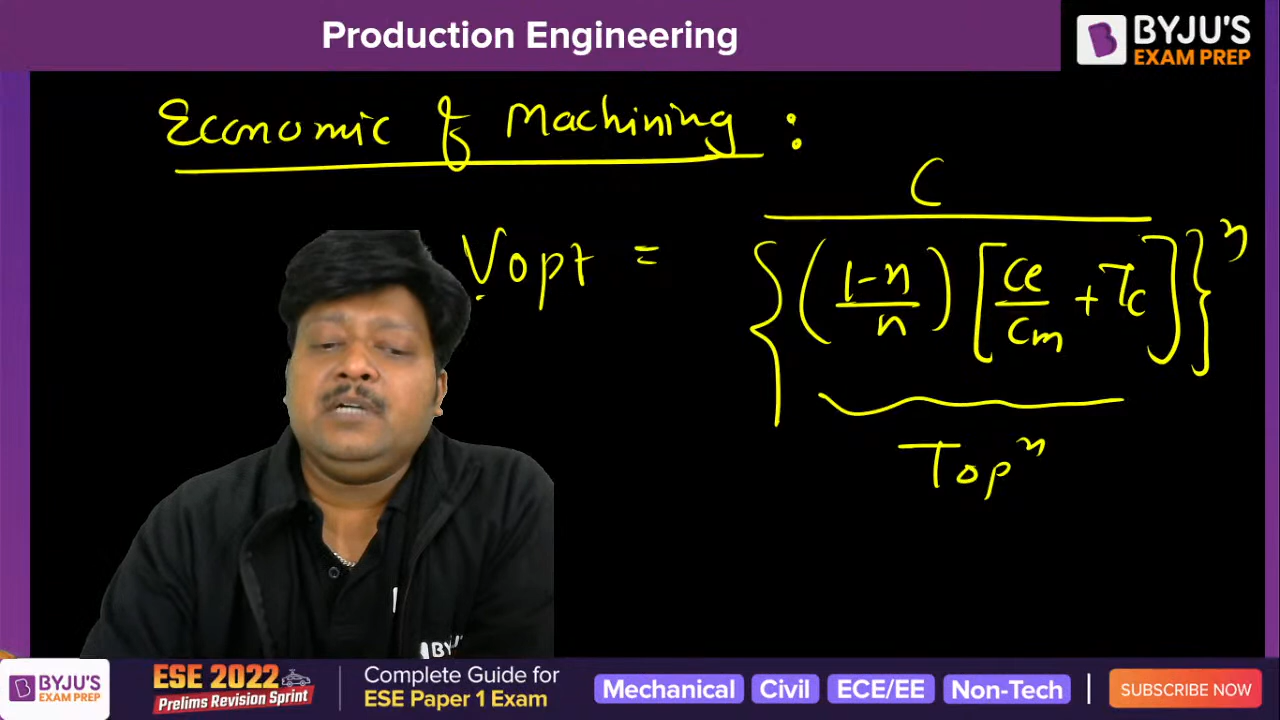 Production Engineering
BYJU'S
EXAM PREP
Economic of Machining :
Vopt = C / {((1-n)/n) [Ce/Cm + Tc]}^n
Top^n
BYJU'S
BYJU'S
EXAM PREP
ESE 2022
Prelims Revision Sprint
Complete Guide for
ESE Paper 1 Exam
Mechanical Civil ECE/EE Non-Tech
SUBSCRIBE NOW